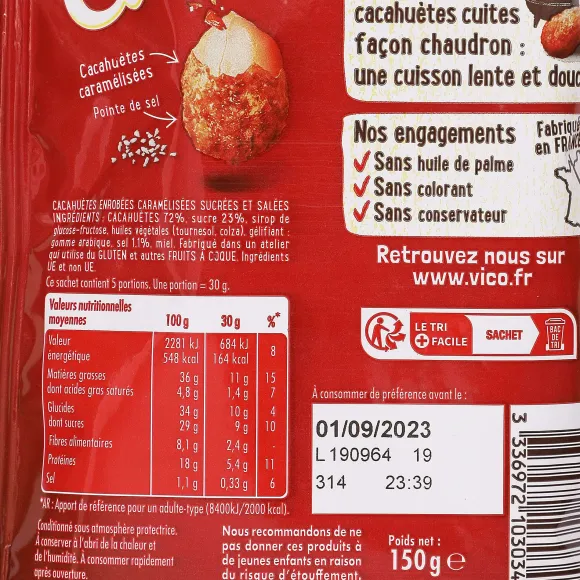 Cacahuètes
caramélisées
Pointe de sel
cacahuètes cuites
façon chaudron :
une cuisson lente et
Nos engagements
Sans huile de palme
Sans colorant
Sans conservateur
en
Retrouvez nous sur
www.vico.fr
CACAHUÈTES ENROBÉES CARAMÉLISÉES SUCRÉES ET SALÉES
INGRÉDIENTS : CACAHUÈTES 72%, sucre 23%, sirop de
glucose-fructose, huiles végétales (tournesol, colza), gélifiant :
gomme arabique, sel 1.1%, miel. Fabriqué dans un atelier
qui utilise du GLUTEN et autres FRUITS À COQUE. Ingrédients
UE et non UE.
Ce sachet contient 5 portions. Une portion = 30 g.
Valeurs nutritionnelles
moyennes 100 g 30 g %*
Valeur 2281 kJ 684 kJ
énergétique 548 kcal 164 kcal 8
Matières grasses 36 g 11 g 15
dont acides gras saturés 4,8 g 1,4 g 7
Glucides 34 g 10 g 4
dont sucres 29 g 9 g 10
Fibres alimentaires 8,1 g 2,4 g -
Protéines 18 g 5,4 g 11
Sel 1,1 g 0,33 g 6
*AR : Apport de référence pour un adulte-type (8400kJ/2000 kcal).
LE TRI
+ FACILE
SACHET
BAC
DE
TRI
À consommer de préférence avant le :
01/09/2023
L 190964 19
314 23:39
Conditionné sous atmosphère protectrice.
À conserver à l'abri de la chaleur et
de l'humidité. À consommer rapidement
après ouverture.
Nous recommandons de ne
pas donner ces produits à
de jeunes enfants en raison
du risque d'étouffement.
Poids net :
150 g e
3 336972 10303